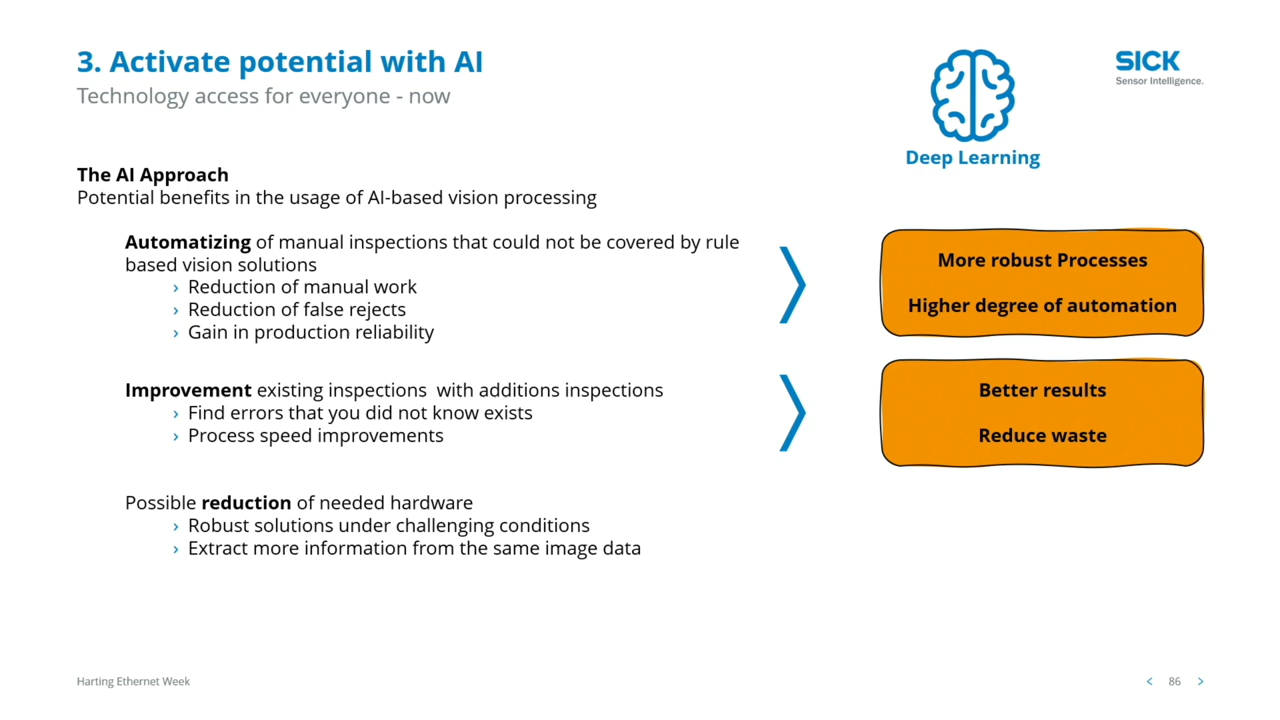 3. Activate potential with AI
Technology access for everyone - now
SICK
Sensor Intelligence.
Deep Learning
The AI Approach
Potential benefits in the usage of AI-based vision processing
Automatizing of manual inspections that could not be covered by rule
based vision solutions
› Reduction of manual work
› Reduction of false rejects
› Gain in production reliability
More robust Processes
Higher degree of automation
Improvement existing inspections  with additions inspections
› Find errors that you did not know exists
› Process speed improvements
Better results
Reduce waste
Possible reduction of needed hardware
› Robust solutions under challenging conditions
› Extract more information from the same image data
Harting Ethernet Week
< 86 >